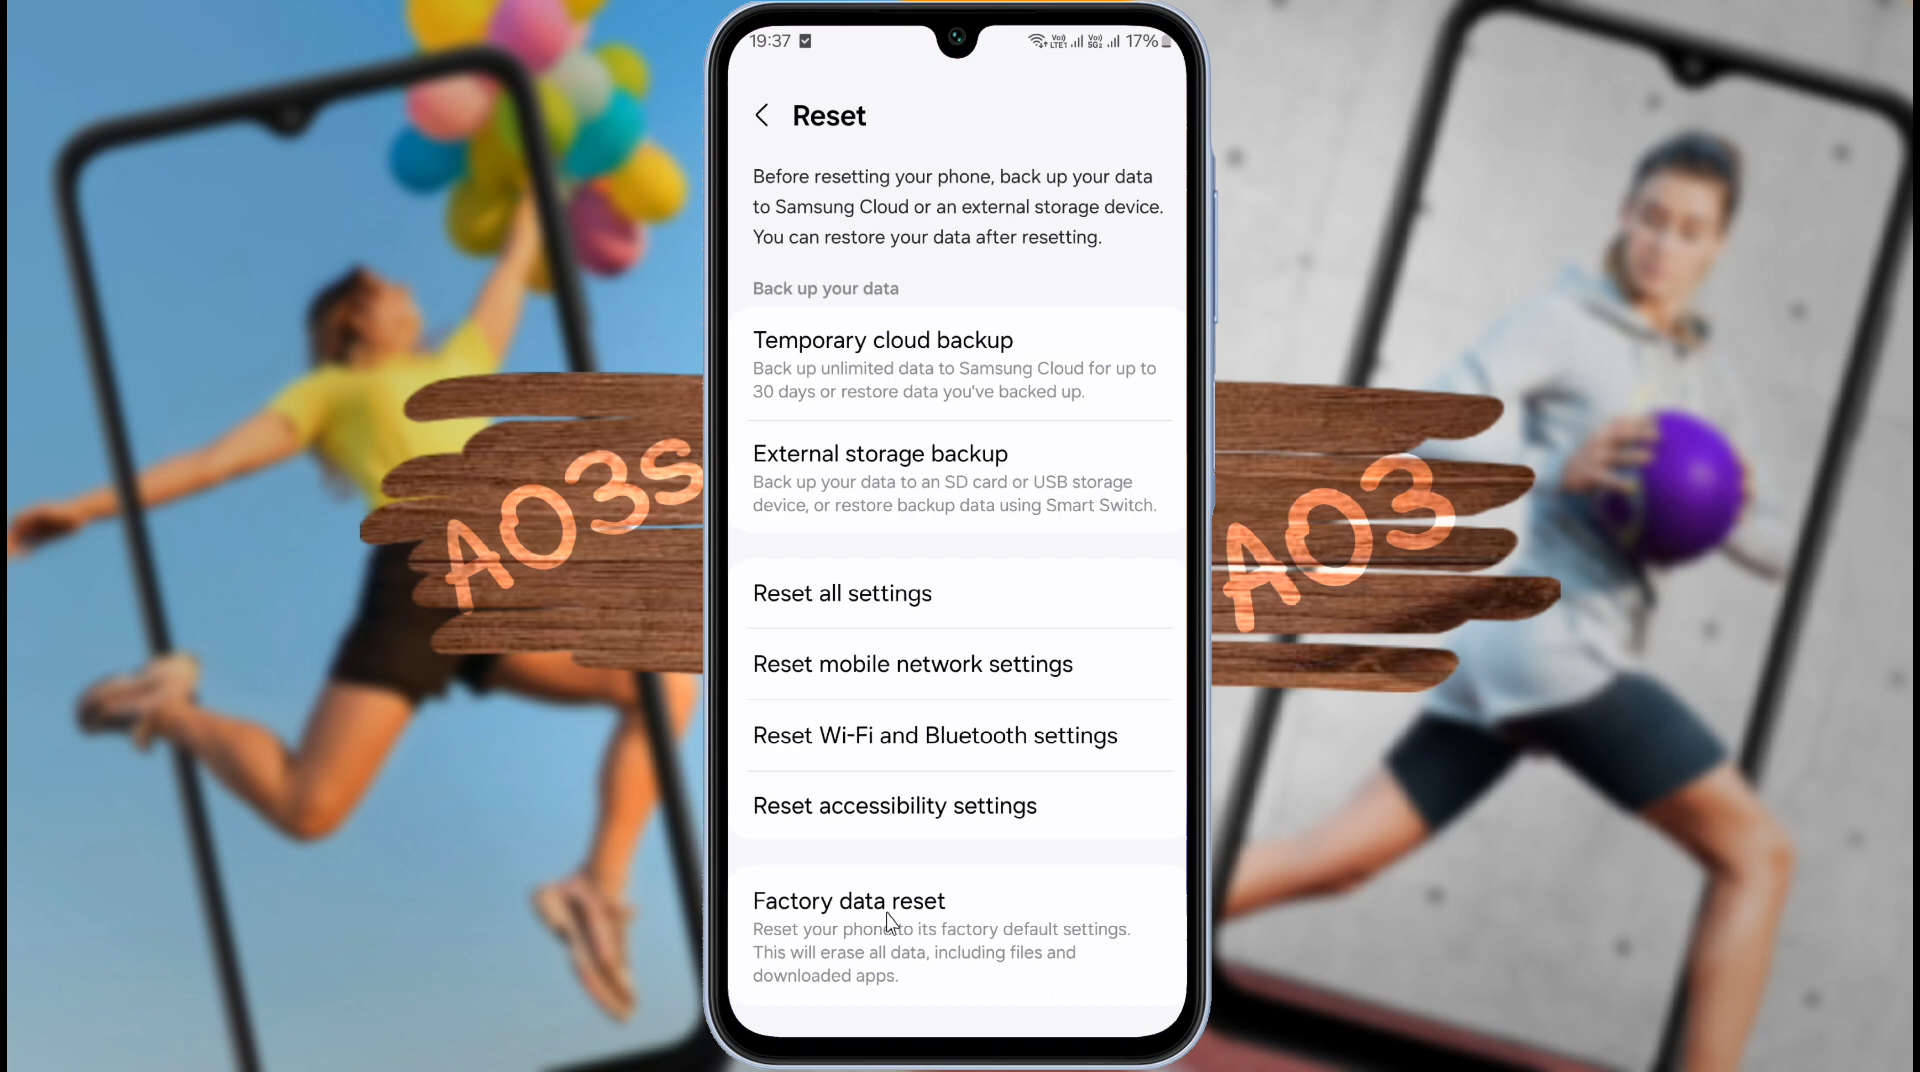 19:37
Vo)) LTE1 Vo)) 5G2 17%
Reset
Before resetting your phone, back up your data
to Samsung Cloud or an external storage device.
You can restore your data after resetting.
Back up your data
Temporary cloud backup
Back up unlimited data to Samsung Cloud for up to
30 days or restore data you've backed up.
External storage backup
Back up your data to an SD card or USB storage
device, or restore backup data using Smart Switch.
Reset all settings
Reset mobile network settings
Reset Wi-Fi and Bluetooth settings
Reset accessibility settings
Factory data reset
Reset your phone to its factory default settings.
This will erase all data, including files and
downloaded apps.
A03s
A03